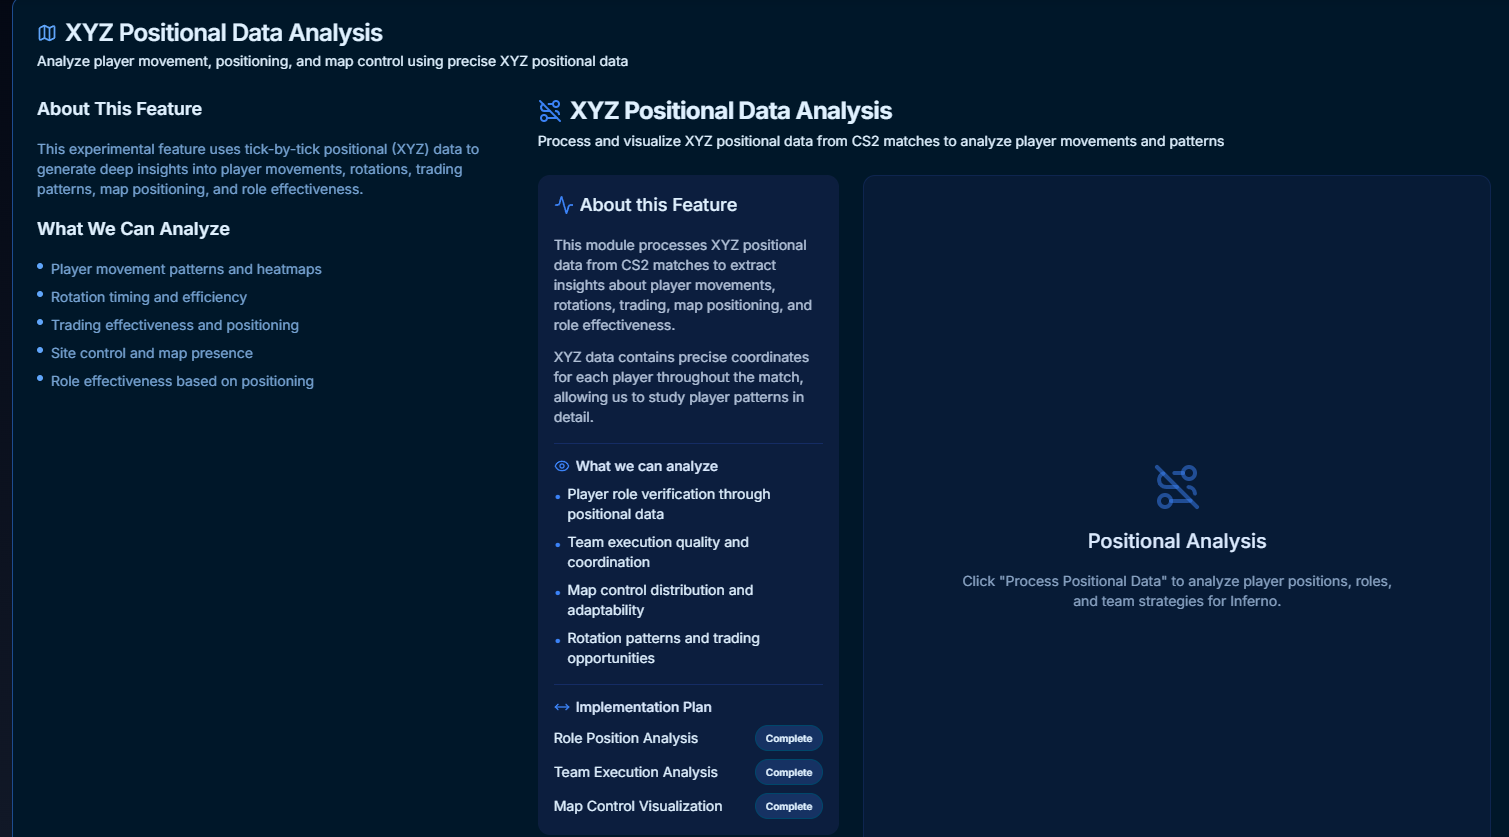 XYZ Positional Data Analysis
Analyze player movement, positioning, and map control using precise XYZ positional data
About This Feature
This experimental feature uses tick-by-tick positional (XYZ) data to
generate deep insights into player movements, rotations, trading
patterns, map positioning, and role effectiveness.
What We Can Analyze
Player movement patterns and heatmaps
Rotation timing and efficiency
Trading effectiveness and positioning
Site control and map presence
Role effectiveness based on positioning
XYZ Positional Data Analysis
Process and visualize XYZ positional data from CS2 matches to analyze player movements and patterns
About this Feature
This module processes XYZ positional
data from CS2 matches to extract
insights about player movements,
rotations, trading, map positioning, and
role effectiveness.
XYZ data contains precise coordinates
for each player throughout the match,
allowing us to study player patterns in
detail.
What we can analyze
Player role verification through
positional data
Team execution quality and
coordination
Map control distribution and
adaptability
Rotation patterns and trading
opportunities
Implementation Plan
Role Position Analysis Complete
Team Execution Analysis Complete
Map Control Visualization Complete
Positional Analysis
Click "Process Positional Data" to analyze player positions, roles,
and team strategies for Inferno.